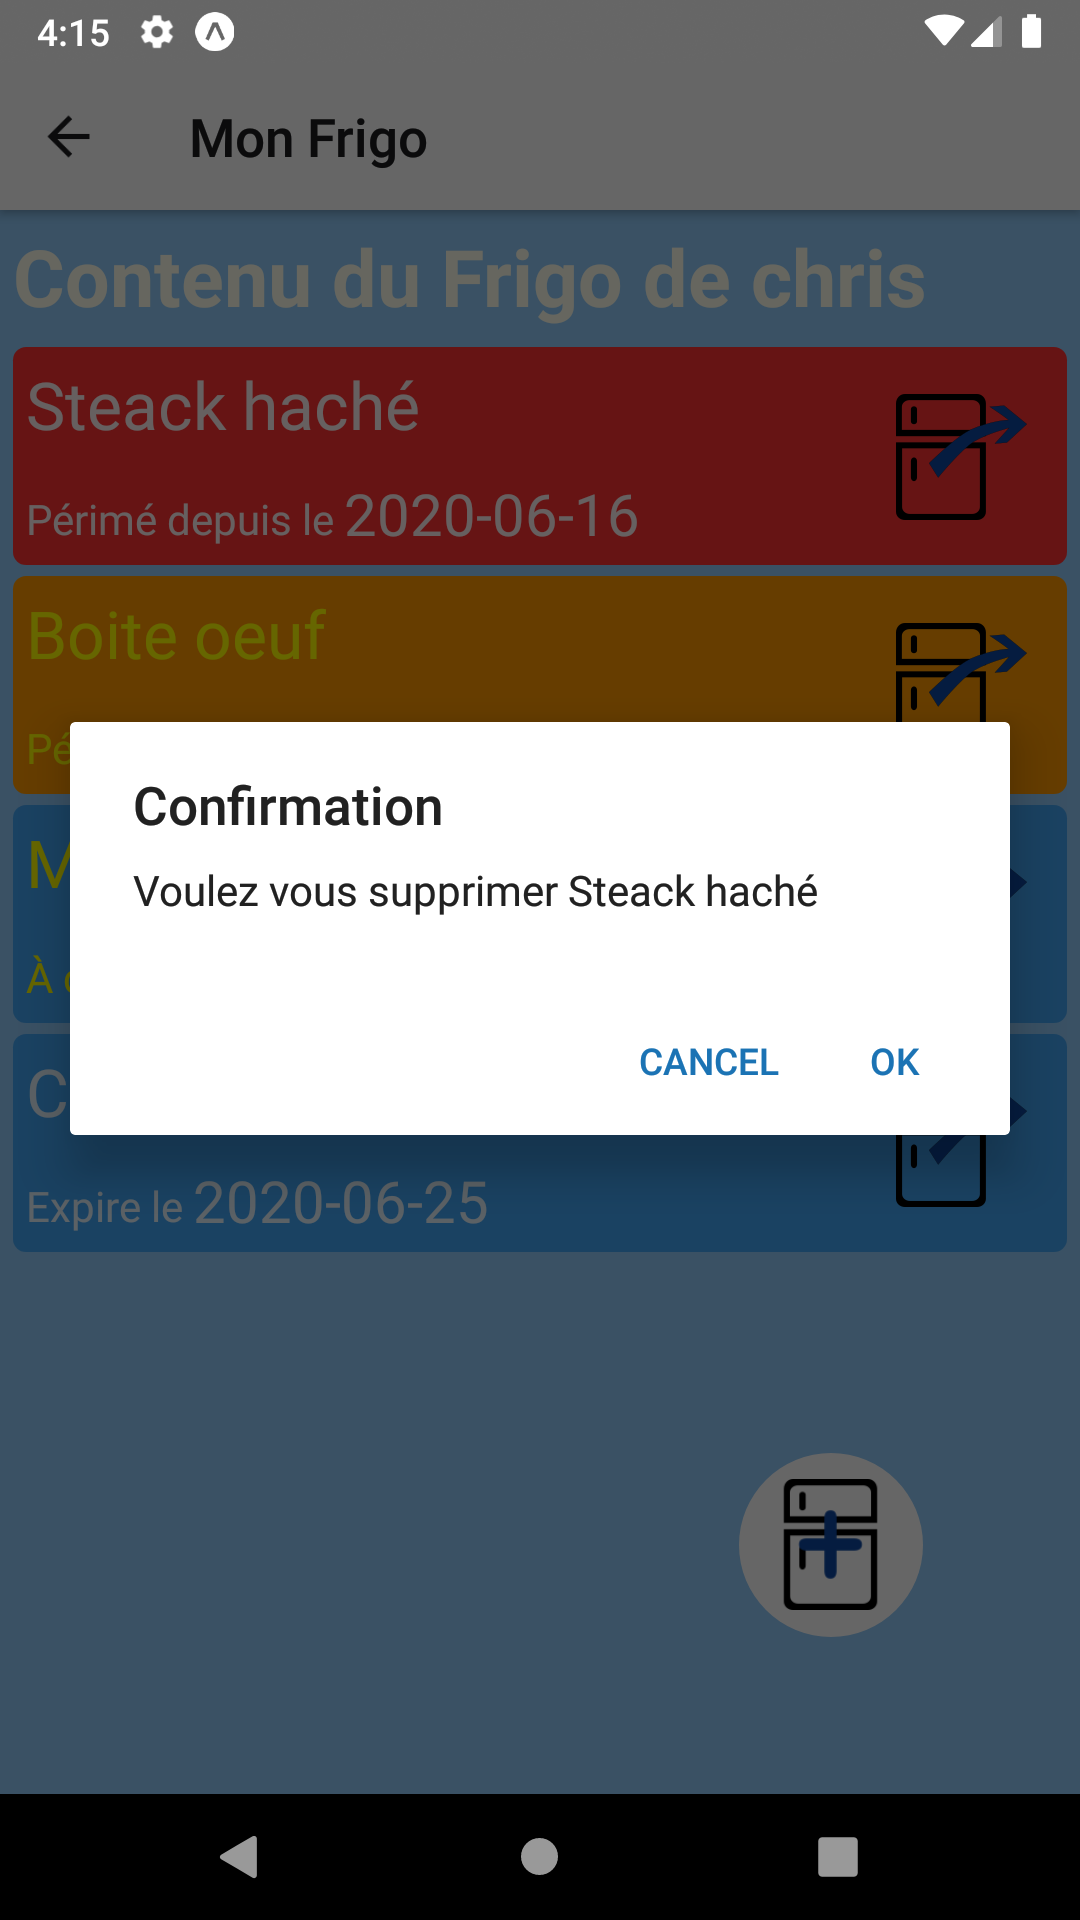 4:15
Mon Frigo
Contenu du Frigo de chris
Steack haché
Périmé depuis le 2020-06-16
Boite oeuf
Confirmation
Voulez vous supprimer Steack haché
CANCEL OK
Expire le 2020-06-25